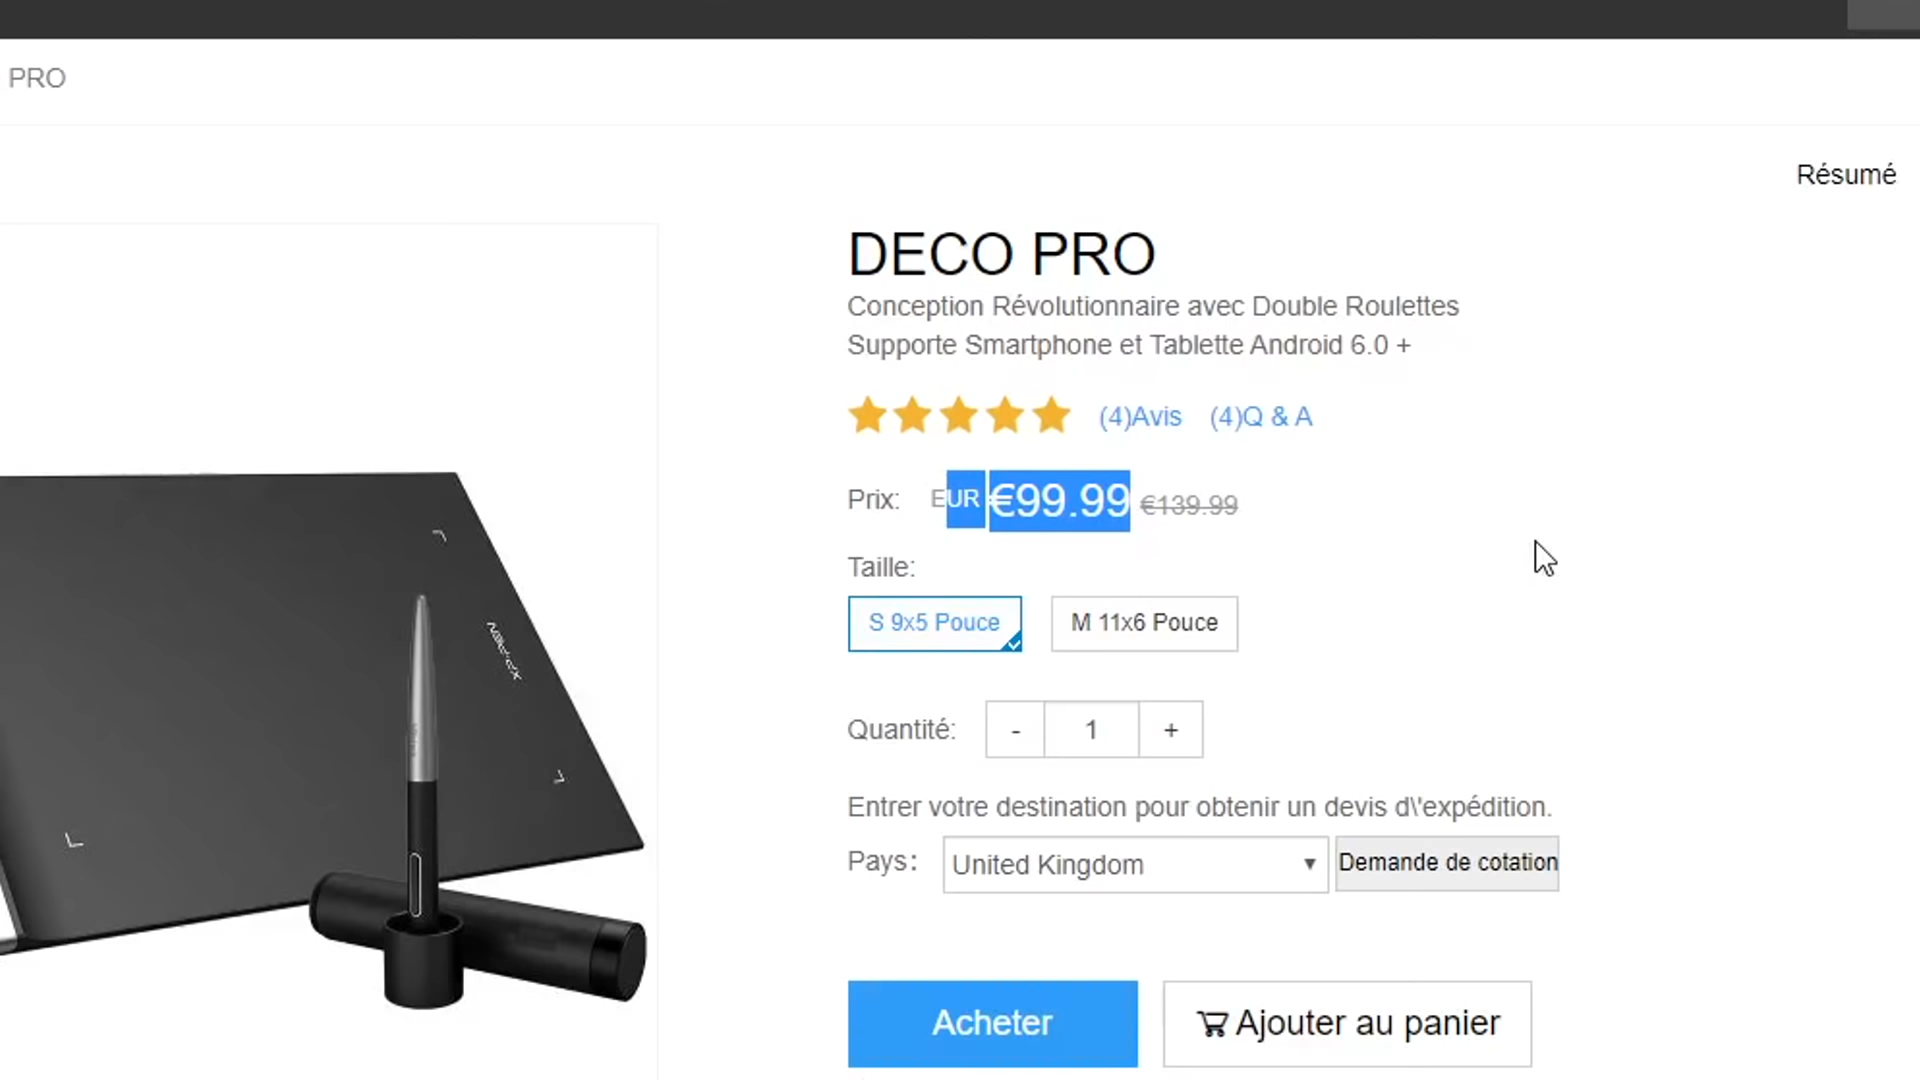 PRO
Résumé
DECO PRO
Conception Révolutionnaire avec Double Roulettes
Supporte Smartphone et Tablette Android 6.0 +
(4)Avis (4)Q & A
Prix: EUR €99.99 €139.99
Taille:
S 9x5 Pouce M 11x6 Pouce
Quantité: - 1 +
Entrer votre destination pour obtenir un devis d\'expédition.
Pays: United Kingdom Demande de cotation
Acheter Ajouter au panier
XP-PEN